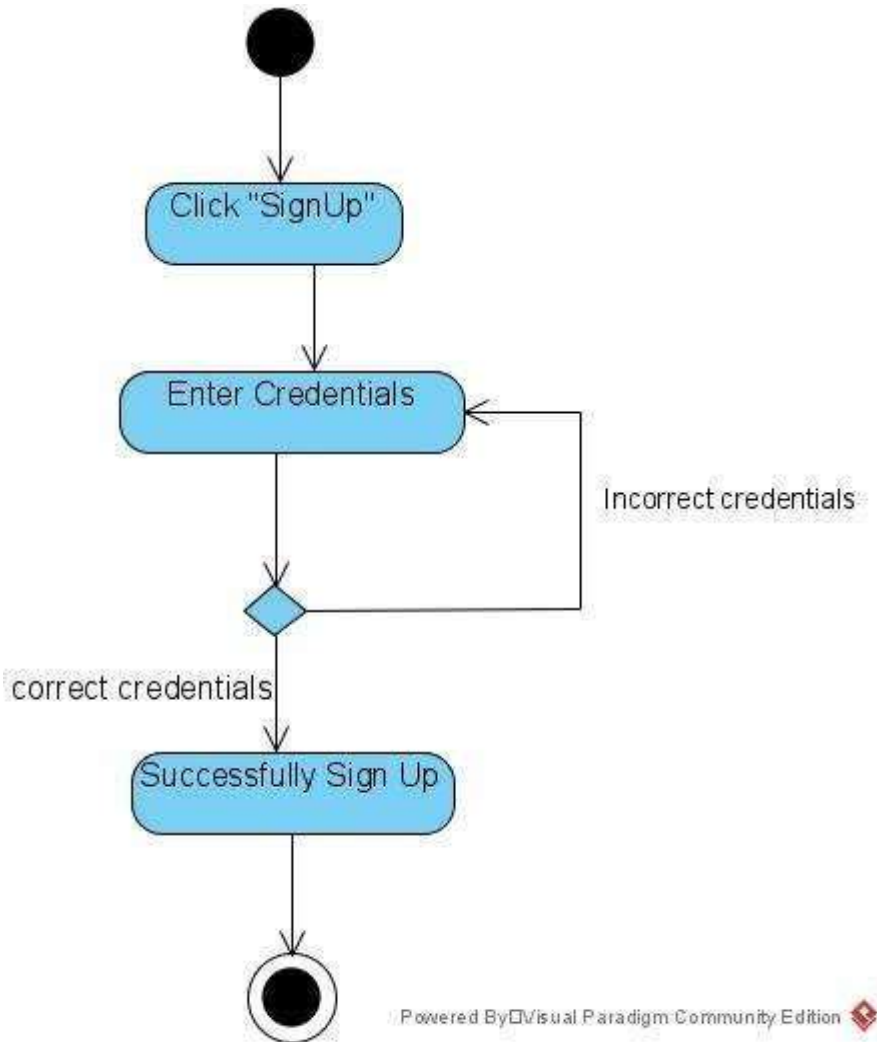 Click "SignUp"
Enter Credentials
Incorrect credentials
correct credentials
Successfully Sign Up
Powered By□Visual Paradigm Community Edition